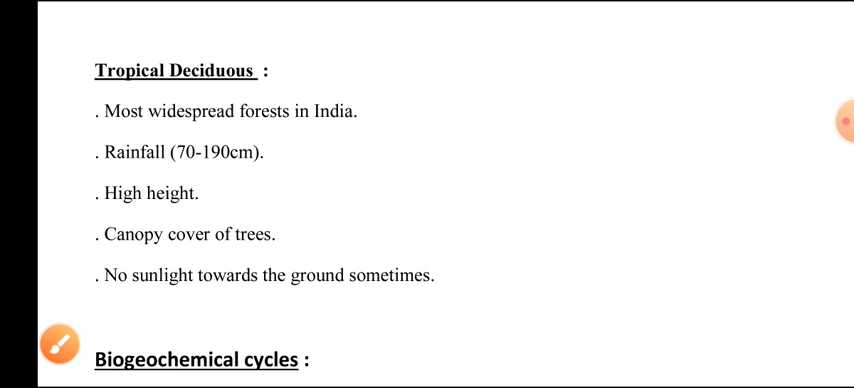 Tropical Deciduous :
. Most widespread forests in India.
. Rainfall (70-190cm).
. High height.
. Canopy cover of trees.
. No sunlight towards the ground sometimes.
Biogeochemical cycles :